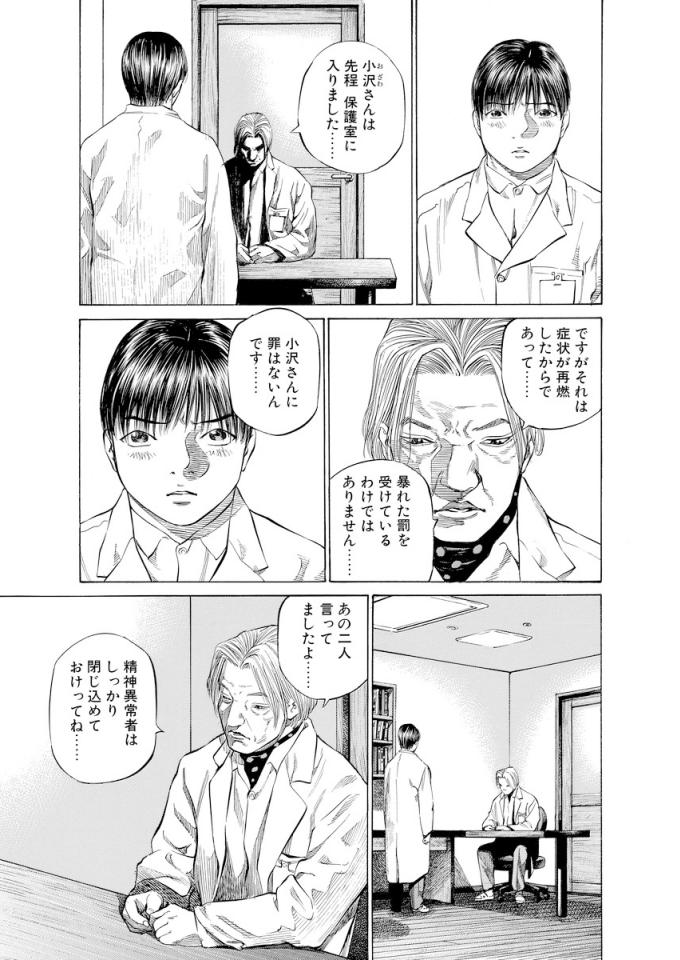 小沢さんは
先程 保護室に
入りました……
ですがそれは
症状が再燃
したからで
あって……
暴れた罰を
受けている
わけでは
ありません……
小沢さんに
罪はないん
です……
あの二人
言って
ましたよ……
精神異常者は
しっかり
閉じ込めて
おけってね……